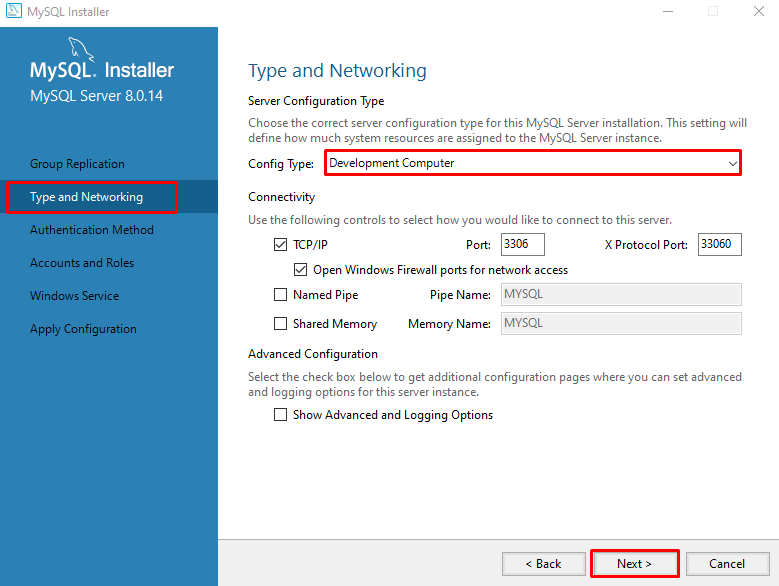 MySQL Installer
MySQL. Installer
MySQL Server 8.0.14
Group Replication
Type and Networking
Authentication Method
Accounts and Roles
Windows Service
Apply Configuration
Type and Networking
Server Configuration Type
Choose the correct server configuration type for this MySQL Server installation. This setting will
define how much system resources are assigned to the MySQL Server instance.
Config Type: Development Computer
Connectivity
Use the following controls to select how you would like to connect to this server.
TCP/IP Port: 3306 X Protocol Port: 33060
Open Windows Firewall ports for network access
Named Pipe Pipe Name: MYSQL
Shared Memory Memory Name: MYSQL
Advanced Configuration
Select the check box below to get additional configuration pages where you can set advanced
and logging options for this server instance.
Show Advanced and Logging Options
< Back Next > Cancel